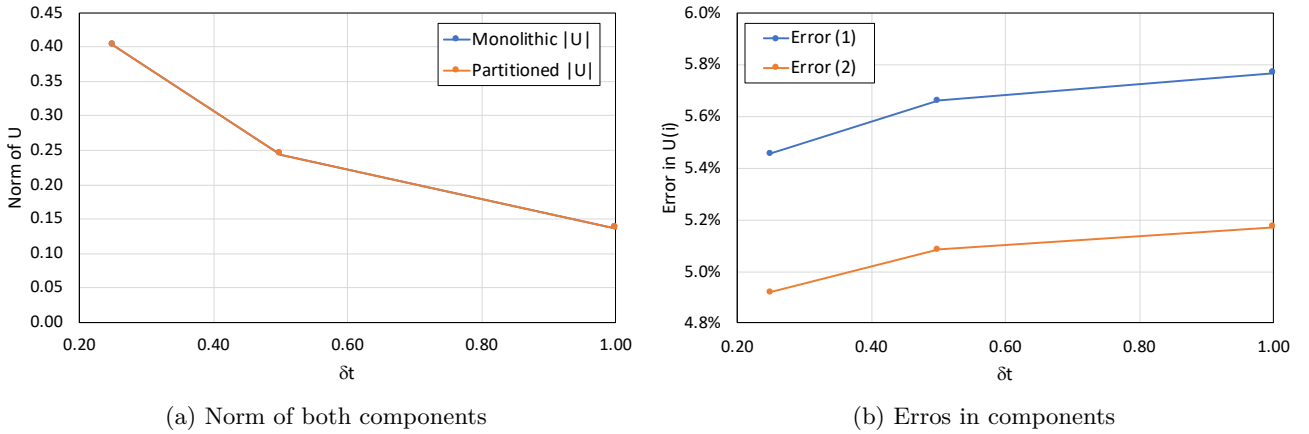 0.45
0.40
0.35
0.30
0.25
0.20
0.15
0.10
0.05
0.00
Norm of U
Monolithic |U|
Partitioned |U|
0.20
0.40
0.60
0.80
1.00
δt
(a) Norm of both components
6.0%
5.8%
5.6%
5.4%
5.2%
5.0%
4.8%
Error in U(i)
Error (1)
Error (2)
0.20
0.40
0.60
0.80
1.00
δt
(b) Erros in components